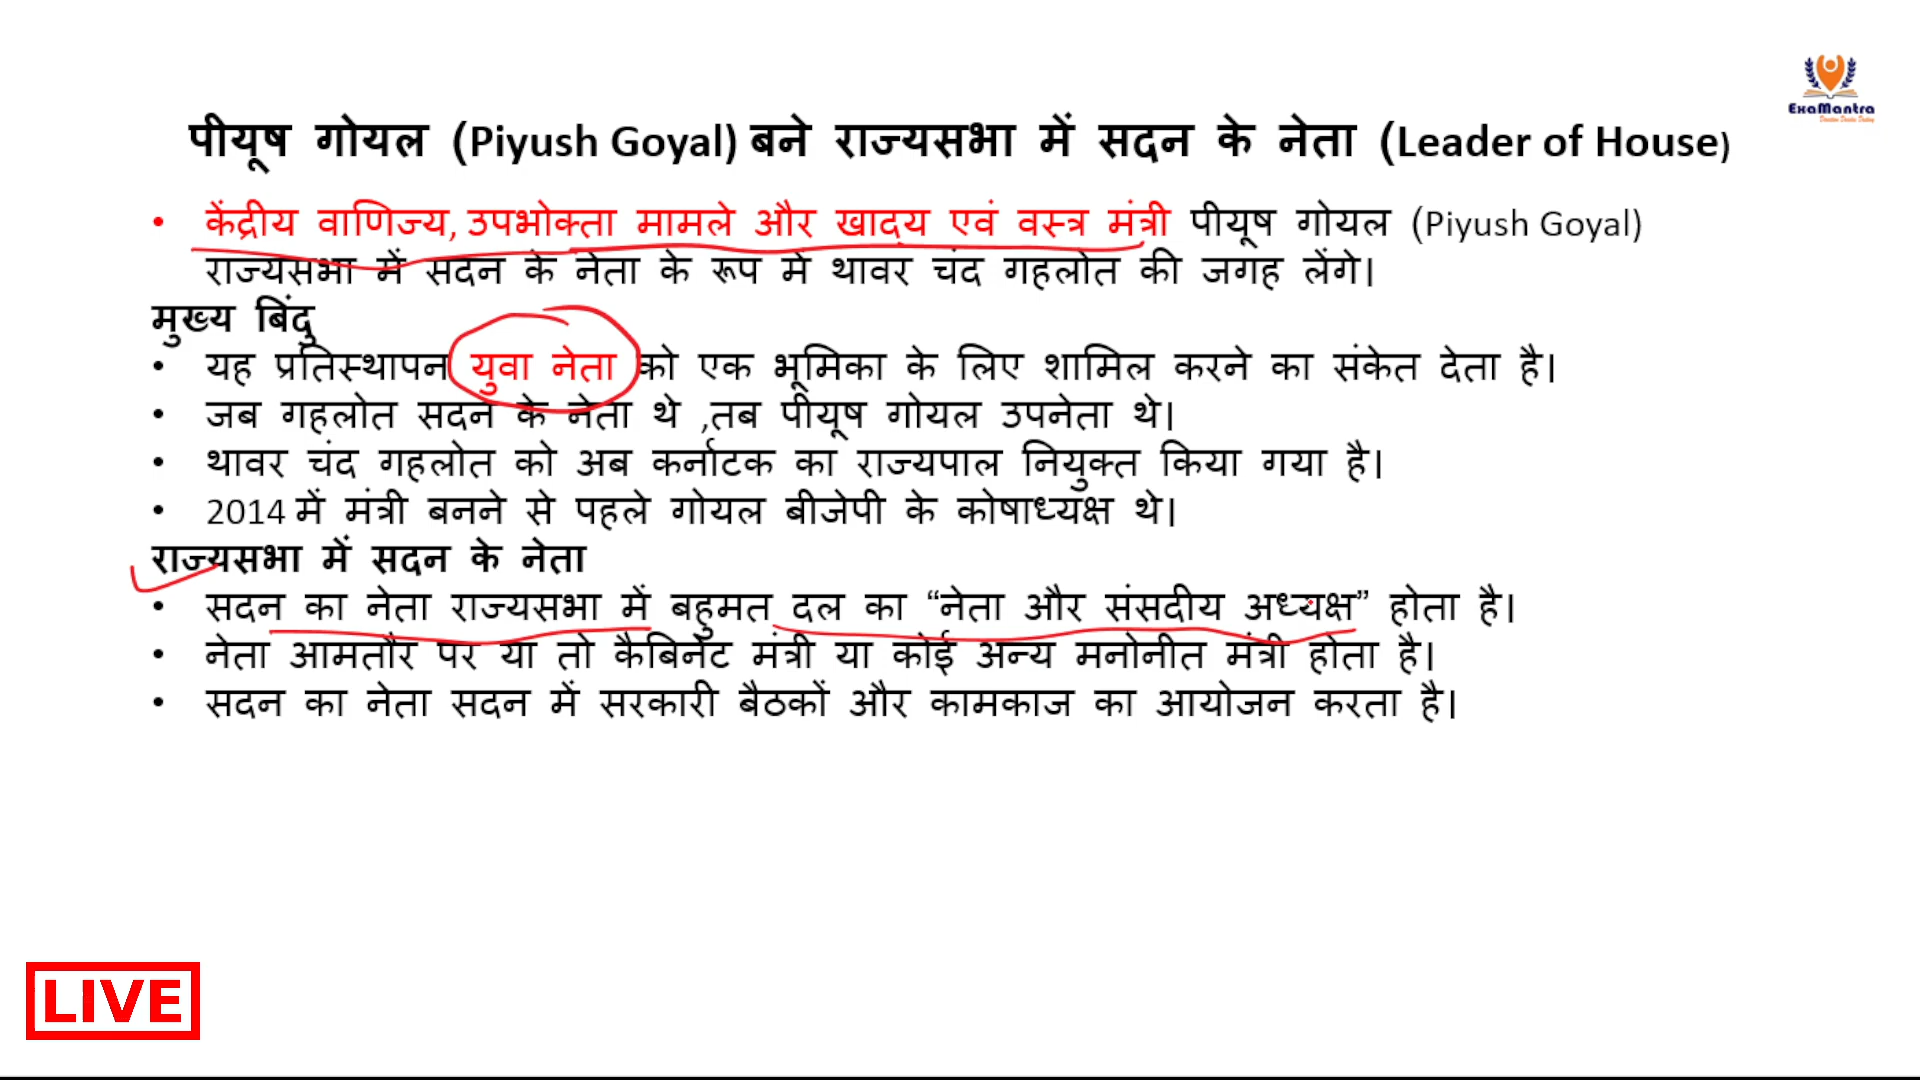 ExaMantra
पीयूष गोयल (Piyush Goyal) बने राज्यसभा में सदन के नेता (Leader of House)
• केंद्रीय वाणिज्य, उपभोक्ता मामले और खाद्य एवं वस्त्र मंत्री पीयूष गोयल (Piyush Goyal)
राज्यसभा में सदन के नेता के रूप में थावर चंद गहलोत की जगह लेंगे।
मुख्य बिंदु
• यह प्रतिस्थापन युवा नेता को एक भूमिका के लिए शामिल करने का संकेत देता है।
• जब गहलोत सदन के नेता थे ,तब पीयूष गोयल उपनेता थे।
• थावर चंद गहलोत को अब कर्नाटक का राज्यपाल नियुक्त किया गया है।
• 2014 में मंत्री बनने से पहले गोयल बीजेपी के कोषाध्यक्ष थे।
राज्यसभा में सदन के नेता
• सदन का नेता राज्यसभा में बहुमत दल का “नेता और संसदीय अध्यक्ष” होता है।
• नेता आमतौर पर या तो कैबिनेट मंत्री या कोई अन्य मनोनीत मंत्री होता है।
• सदन का नेता सदन में सरकारी बैठकों और कामकाज का आयोजन करता है।
LIVE